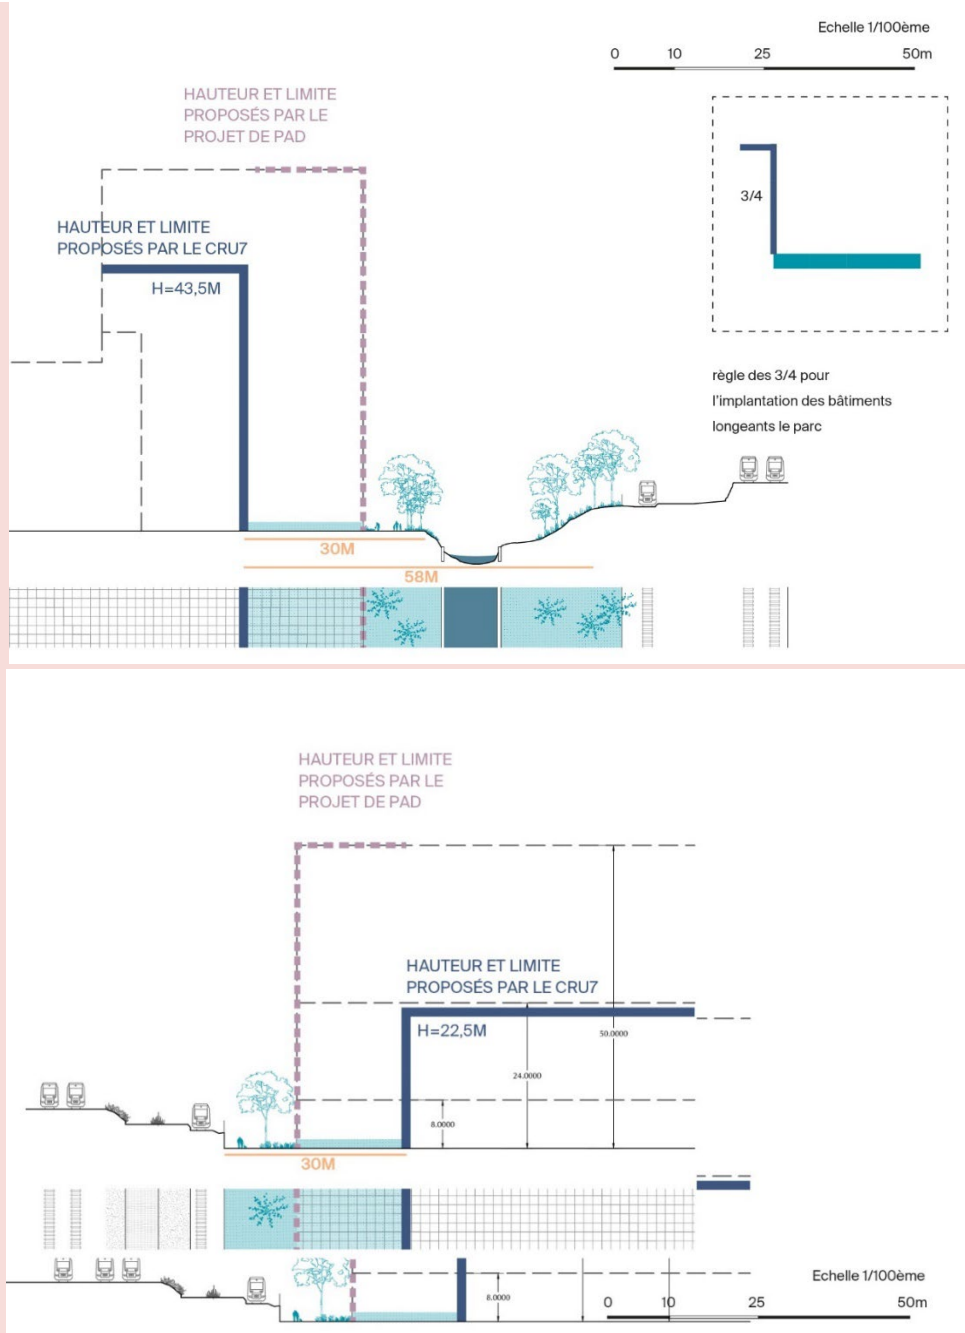 Echelle 1/100ème
0 10 25 50m
HAUTEUR ET LIMITE
PROPOSÉS PAR LE
PROJET DE PAD
3/4
HAUTEUR ET LIMITE
PROPOSÉS PAR LE CRU7
H=43,5M
règle des 3/4 pour
l'implantation des bâtiments
longeants le parc
30M
58M
HAUTEUR ET LIMITE
PROPOSÉS PAR LE
PROJET DE PAD
HAUTEUR ET LIMITE
PROPOSÉS PAR LE CRU7
H=22,5M
50.0000
24.0000
8.0000
30M
Echelle 1/100ème
8.0000
0 10 25 50m